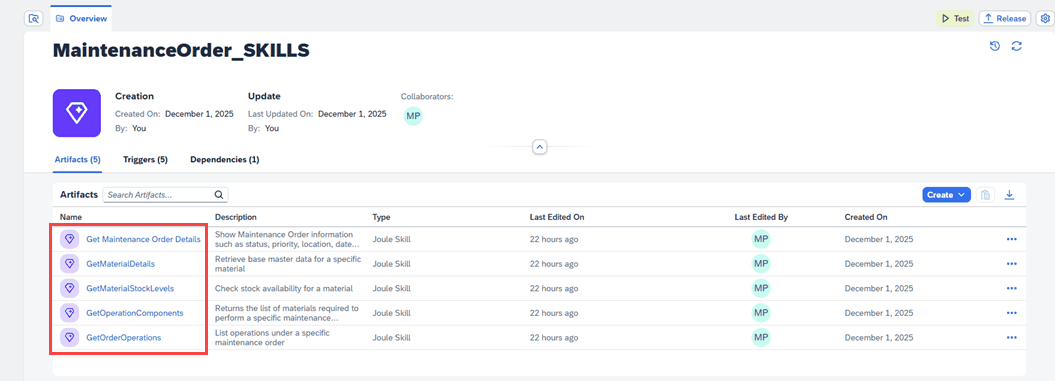 Overview
Test
Release
MaintenanceOrder_SKILLS
Creation
Update
Collaborators:
Created On: December 1, 2025
Last Updated On: December 1, 2025
MP
By: You
By: You
Artifacts (5)
Triggers (5)
Dependencies (1)
Artifacts
Search Artifacts...
Create
Name
Description
Type
Last Edited On
Last Edited By
Created On
Get Maintenance Order Details
Show Maintenance Order information
such as status, priority, location, date...
Joule Skill
22 hours ago
MP
December 1, 2025
GetMaterialDetails
Retrieve base master data for a specific
material
Joule Skill
22 hours ago
MP
December 1, 2025
GetMaterialStockLevels
Check stock availability for a material
Joule Skill
22 hours ago
MP
December 1, 2025
GetOperationComponents
Returns the list of materials required to
perform a specific maintenance...
Joule Skill
22 hours ago
MP
December 1, 2025
GetOrderOperations
List operations under a specific
maintenance order
Joule Skill
22 hours ago
MP
December 1, 2025